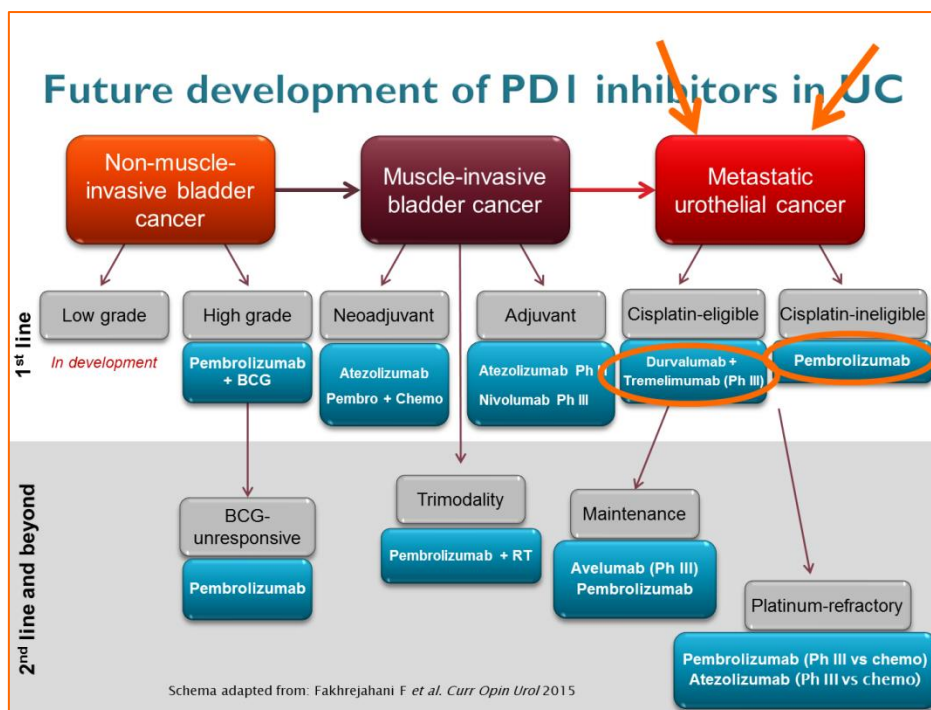 Future development of PD1 inhibitors in UC
Non-muscle-
invasive bladder
cancer
Muscle-invasive
bladder cancer
Metastatic
urothelial cancer
1st line
Low grade
In development
High grade
Pembrolizumab
+ BCG
Neoadjuvant
Atezolizumab
Pembro + Chemo
Adjuvant
Atezolizumab Ph
Nivolumab Ph III
Cisplatin-eligible
Durvalumab +
Tremelimumab (Ph III)
Cisplatin-ineligible
Pembrolizumab
2nd line and beyond
BCG-
unresponsive
Pembrolizumab
Trimodality
Pembrolizumab + RT
Maintenance
Avelumab (Ph III)
Pembrolizumab
Platinum-refractory
Pembrolizumab (Ph III vs chemo)
Atezolizumab (Ph III vs chemo)
Schema adapted from: Fakhrejahani F et al. Curr Opin Urol 2015